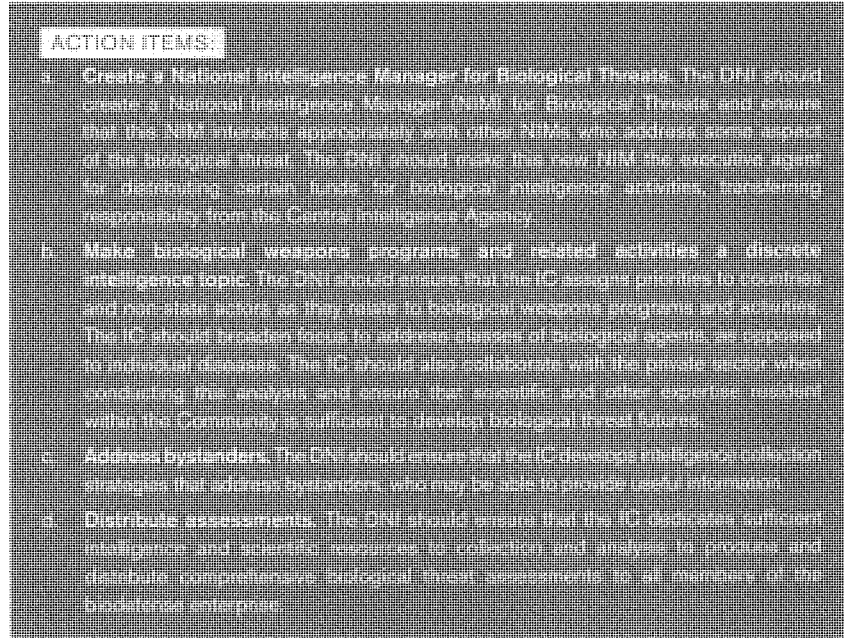 ACTION ITEMS:
a. Create a National Intelligence Manager for Biological Threats. The DNI should
create a National Intelligence Manager (NIM) for Biological Threats and ensure
that this NIM interacts appropriately with other NIMs who address some aspect
of the biological threat. The DNI should make this new NIM the executive agent
for distributing certain funds for biological intelligence activities, transferring
responsibility from the Central Intelligence Agency.
b. Make biological weapons programs and related activities a discrete
intelligence topic. The DNI should ensure that the IC assigns priorities to countries
and non-state actors as they relate to biological weapons programs and activities.
The IC should broaden focus to address classes of biological agents, as opposed
to individual diseases. The IC should also collaborate with the private sector when
conducting this analysis and ensure that scientific and other expertise resident
within the Community is sufficient to develop biological threat futures.
c. Address bystanders. The DNI should ensure that the IC develops intelligence collection
strategies that address bystanders, who may be able to provide useful information.
d. Distribute assessments. The DNI should ensure that the IC dedicates sufficient
intelligence and scientific resources to collection and analysis to produce and
distribute comprehensive biological threat assessments to all members of the
biodefense enterprise.